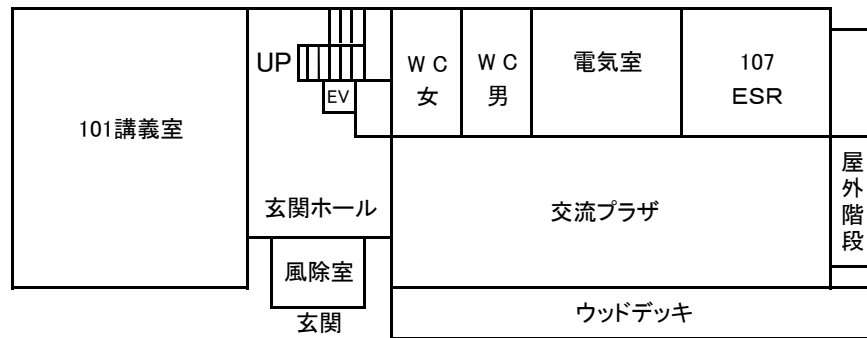 101講義室
UP
EV
ＷＣ
女
ＷＣ
男
電気室
107
ESR
玄関ホール
交流プラザ
屋外階段
風除室
玄関
ウッドデッキ